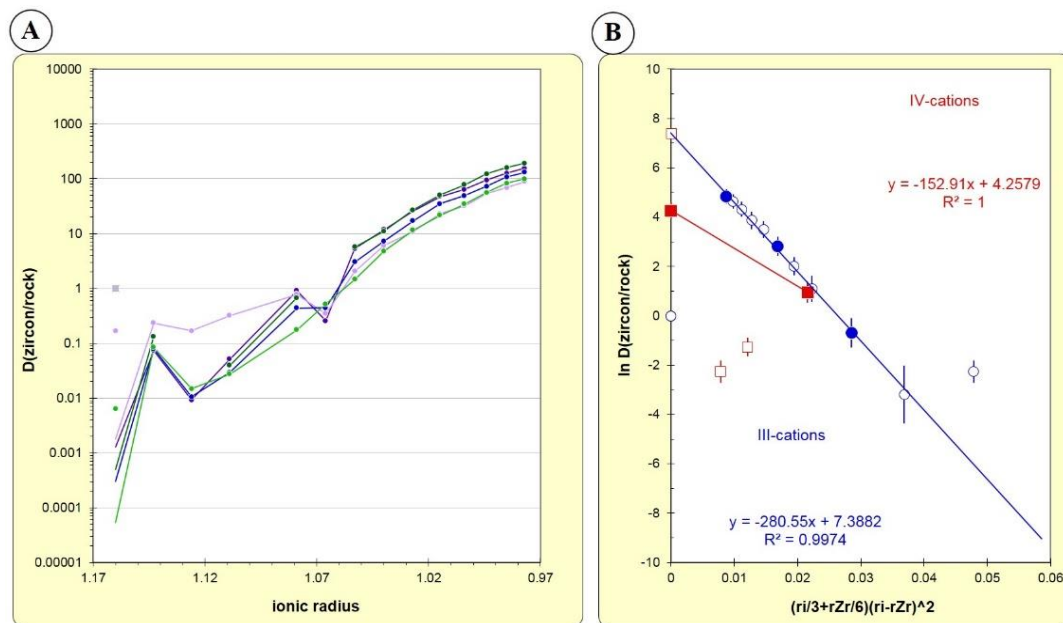 A
10000
1000
100
10
1
0.1
0.01
0.001
0.0001
0.00001
D(zircon/rock)
1.17
1.12
1.07
1.02
0.97
ionic radius
B
10
8
6
4
2
0
-2
-4
-6
-8
-10
ln D(zircon/rock)
IV-cations
y = -152.91x + 4.2579
R² = 1
III-cations
y = -280.55x + 7.3882
R² = 0.9974
0
0.01
0.02
0.03
0.04
0.05
0.06
(ri/3+rZr/6)(ri-rZr)^2